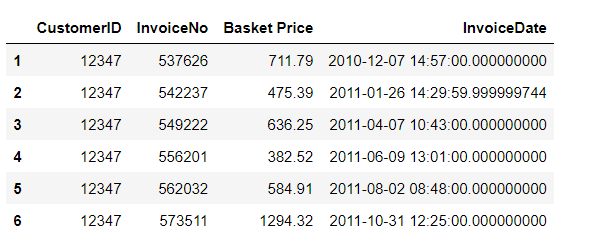 CustomerID InvoiceNo Basket Price InvoiceDate
1 12347 537626 711.79 2010-12-07 14:57:00.000000000
2 12347 542237 475.39 2011-01-26 14:29:59.999999744
3 12347 549222 636.25 2011-04-07 10:43:00.000000000
4 12347 556201 382.52 2011-06-09 13:01:00.000000000
5 12347 562032 584.91 2011-08-02 08:48:00.000000000
6 12347 573511 1294.32 2011-10-31 12:25:00.000000000